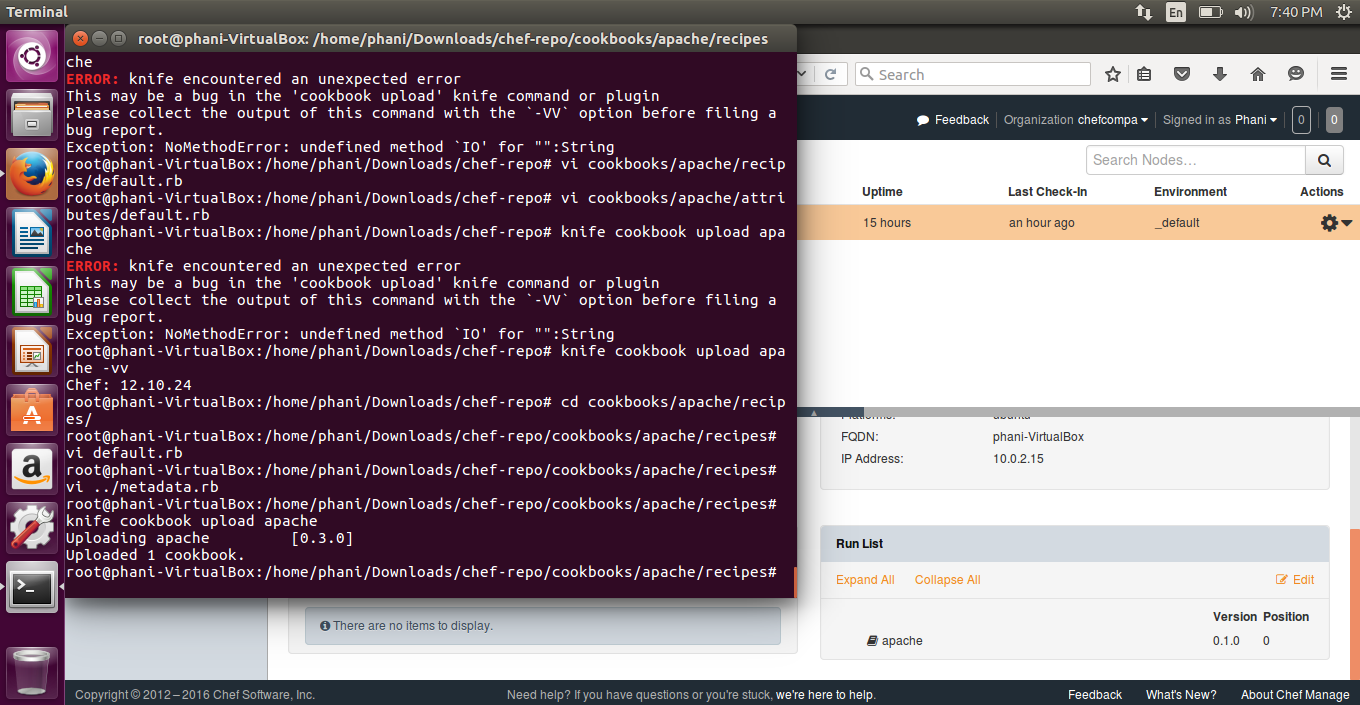 Terminal
En
7:40 PM
root@phani-VirtualBox: /home/phani/Downloads/chef-repo/cookbooks/apache/recipes
che
ERROR: knife encountered an unexpected error
This may be a bug in the 'cookbook upload' knife command or plugin
Please collect the output of this command with the `-VV` option before filing a
bug report.
Exception: NoMethodError: undefined method `IO' for "":String
root@phani-VirtualBox:/home/phani/Downloads/chef-repo# vi cookbooks/apache/recip
es/default.rb
root@phani-VirtualBox:/home/phani/Downloads/chef-repo# vi cookbooks/apache/attri
butes/default.rb
root@phani-VirtualBox:/home/phani/Downloads/chef-repo# knife cookbook upload apa
che
ERROR: knife encountered an unexpected error
This may be a bug in the 'cookbook upload' knife command or plugin
Please collect the output of this command with the `-VV` option before filing a
bug report.
Exception: NoMethodError: undefined method `IO' for "":String
root@phani-VirtualBox:/home/phani/Downloads/chef-repo# knife cookbook upload apa
che -vv
Chef: 12.10.24
root@phani-VirtualBox:/home/phani/Downloads/chef-repo# cd cookbooks/apache/recip
es/
root@phani-VirtualBox:/home/phani/Downloads/chef-repo/cookbooks/apache/recipes#
vi default.rb
root@phani-VirtualBox:/home/phani/Downloads/chef-repo/cookbooks/apache/recipes#
vi ../metadata.rb
root@phani-VirtualBox:/home/phani/Downloads/chef-repo/cookbooks/apache/recipes#
knife cookbook upload apache
Uploading apache         [0.3.0]
Uploaded 1 cookbook.
root@phani-VirtualBox:/home/phani/Downloads/chef-repo/cookbooks/apache/recipes#
Search
Feedback Organization chefcompa Signed in as Phani 0 0
Search Nodes...
Uptime Last Check-In Environment Actions
15 hours an hour ago _default
FQDN: phani-VirtualBox
IP Address: 10.0.2.15
Run List
Expand All Collapse All Edit
Version Position
apache 0.1.0 0
There are no items to display.
Copyright © 2012 – 2016 Chef Software, Inc. Need help? If you have questions or you're stuck, we're here to help. Feedback What's New? About Chef Manage